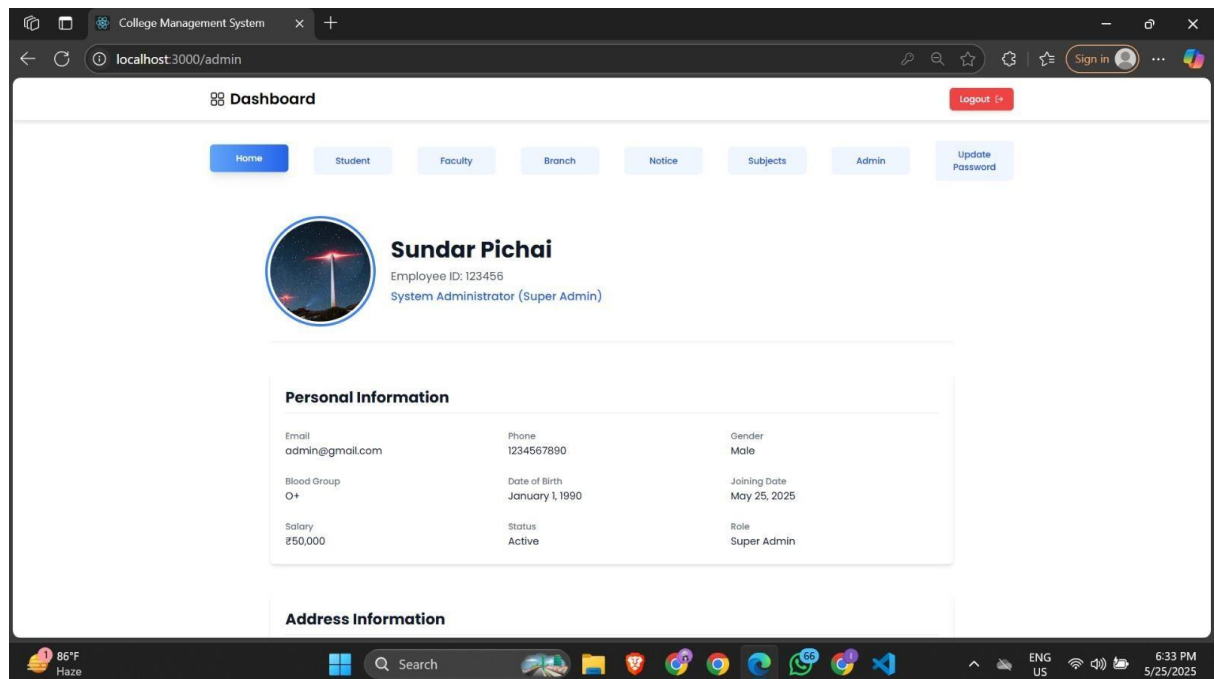 College Management System
localhost:3000/admin
Sign in
Dashboard
Logout
Home
Student
Faculty
Branch
Notice
Subjects
Admin
Update
Password
Sundar Pichai
Employee ID: 123456
System Administrator (Super Admin)
Personal Information
Email
admin@gmail.com
Phone
1234567890
Gender
Male
Blood Group
O+
Date of Birth
January 1, 1990
Joining Date
May 25, 2025
Salary
₹50,000
Status
Active
Role
Super Admin
Address Information
1
86°F
Haze
Search
66
ENG
US
6:33 PM
5/25/2025